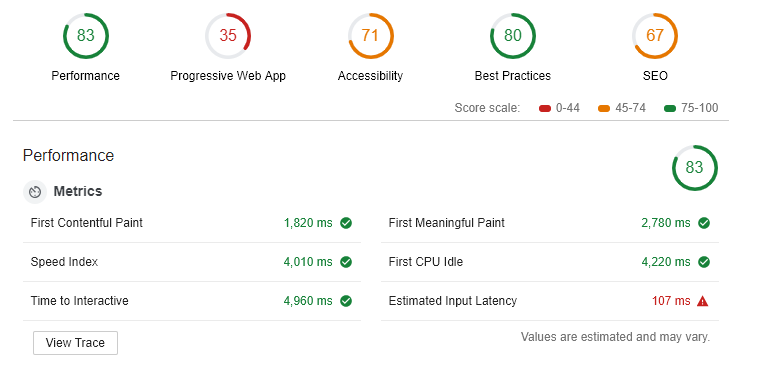 83 35 71 80 67
Performance Progressive Web App Accessibility Best Practices SEO
Score scale: 0-44 45-74 75-100
Performance 83
Metrics
First Contentful Paint 1,820 ms First Meaningful Paint 2,780 ms
Speed Index 4,010 ms First CPU Idle 4,220 ms
Time to Interactive 4,960 ms Estimated Input Latency 107 ms
View Trace Values are estimated and may vary.